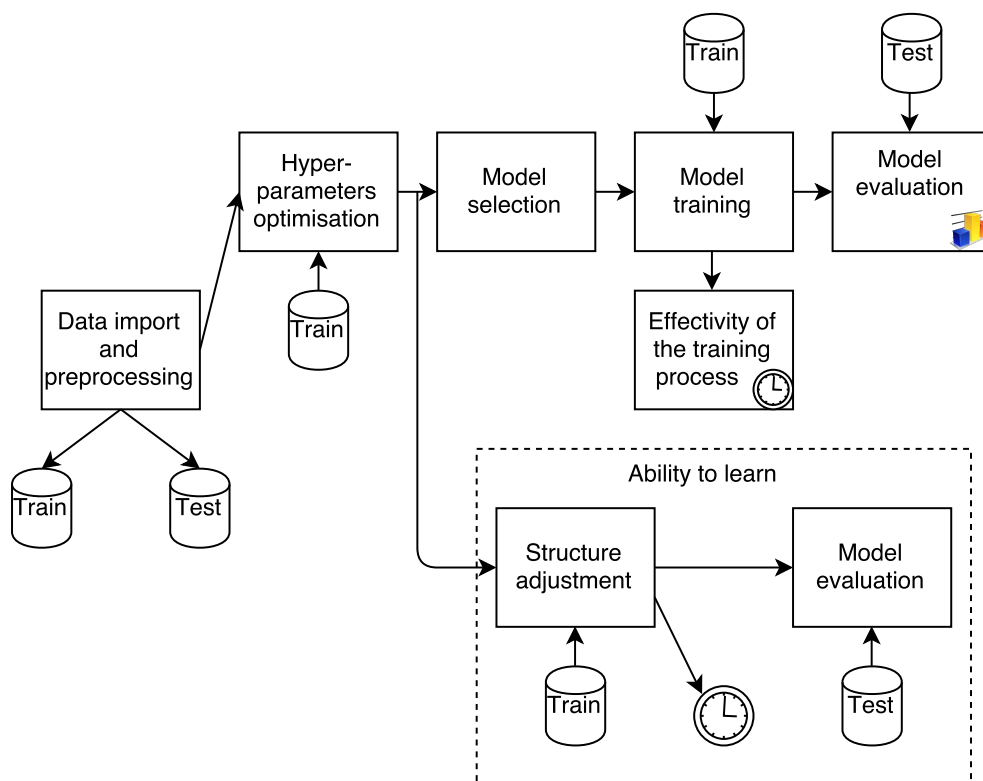 Train
Test
Hyper-
parameters
optimisation
Model
selection
Model
training
Model
evaluation
Data import
and
preprocessing
Train
Effectivity of
the training
process
Train
Test
Ability to learn
Structure
adjustment
Model
evaluation
Train
Test